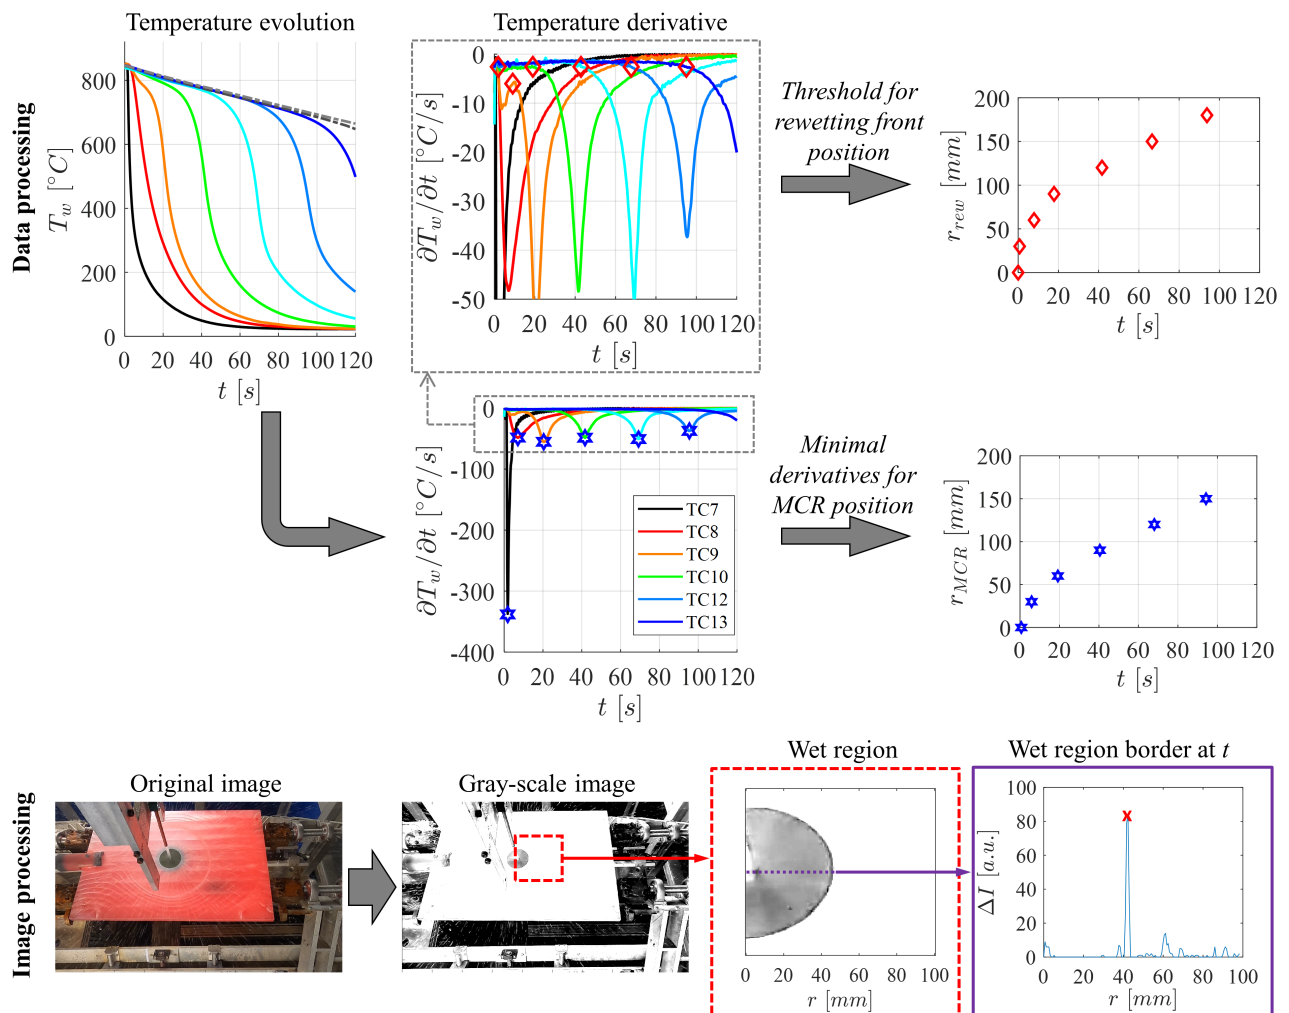 Temperature evolution
Temperature derivative
Data processing
T_w [°C]
800
600
400
200
0
0 20 40 60 80 100 120
t [s]
∂T_w/∂t [°C/s]
0
-10
-20
-30
-40
-50
0 20 40 60 80 100 120
t [s]
Threshold for
rewetting front
position
r_rew [mm]
200
150
100
50
0
0 20 40 60 80 100 120
t [s]
∂T_w/∂t [°C/s]
0
-100
-200
-300
-400
0 20 40 60 80 100 120
t [s]
TC7
TC8
TC9
TC10
TC12
TC13
Minimal
derivatives for
MCR position
r_MCR [mm]
200
150
100
50
0
0 20 40 60 80 100 120
t [s]
Image processing
Original image
Gray-scale image
Wet region
0 20 40 60 80 100
r [mm]
Wet region border at t
ΔI [a.u.]
100
80
60
40
20
0
0 20 40 60 80 100
r [mm]